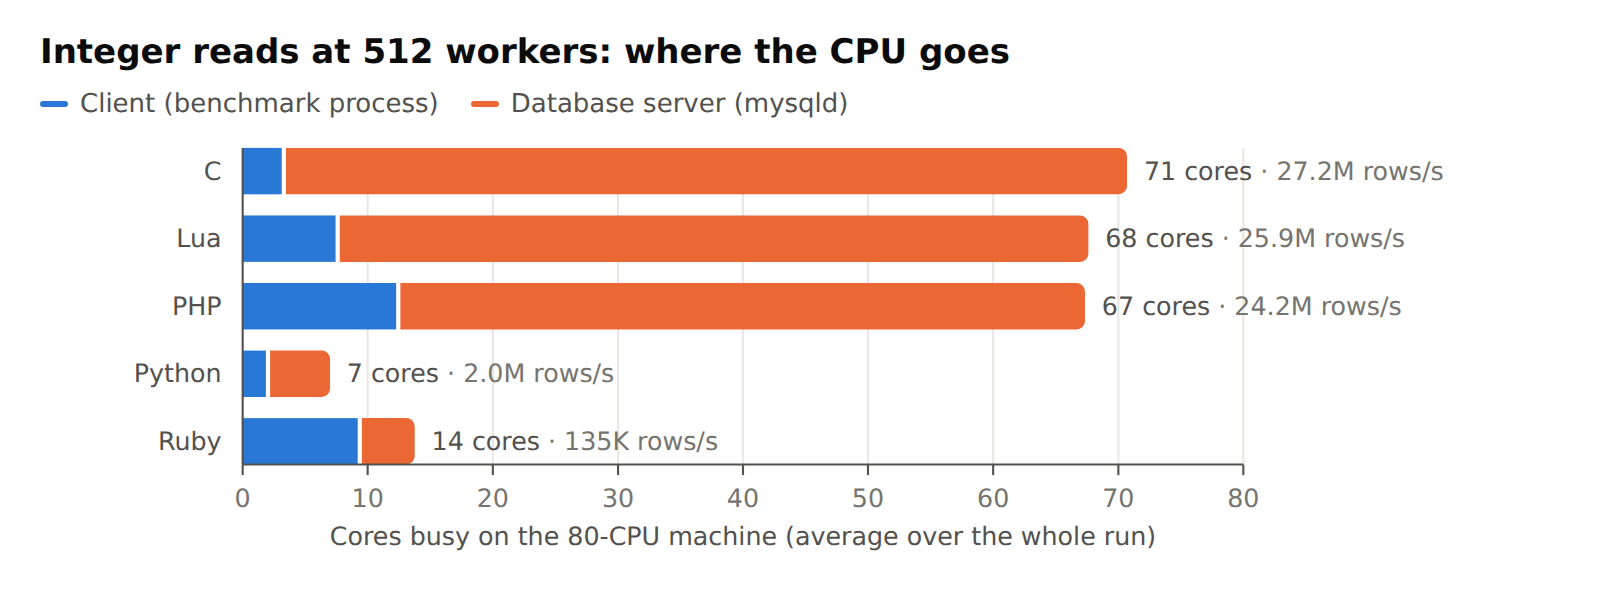 Integer reads at 512 workers: where the CPU goes
Client (benchmark process) Database server (mysqld)
C 71 cores · 27.2M rows/s
Lua 68 cores · 25.9M rows/s
PHP 67 cores · 24.2M rows/s
Python 7 cores · 2.0M rows/s
Ruby 14 cores · 135K rows/s
0 10 20 30 40 50 60 70 80
Cores busy on the 80-CPU machine (average over the whole run)